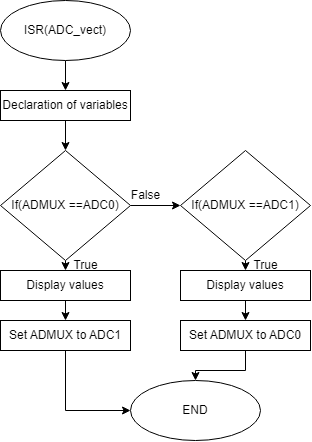 ISR(ADC_vect)
Declaration of variables
If(ADMUX ==ADC0)
False
If(ADMUX ==ADC1)
True
True
Display values
Display values
Set ADMUX to ADC1
Set ADMUX to ADC0
END